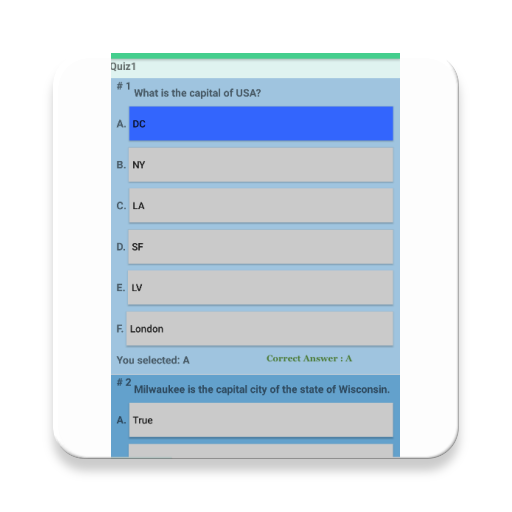 Quiz1
# 1 What is the capital of USA?
A. DC
B. NY
C. LA
D. SF
E. LV
F. London
You selected: A Correct Answer : A
# 2 Milwaukee is the capital city of the state of Wisconsin.
A. True